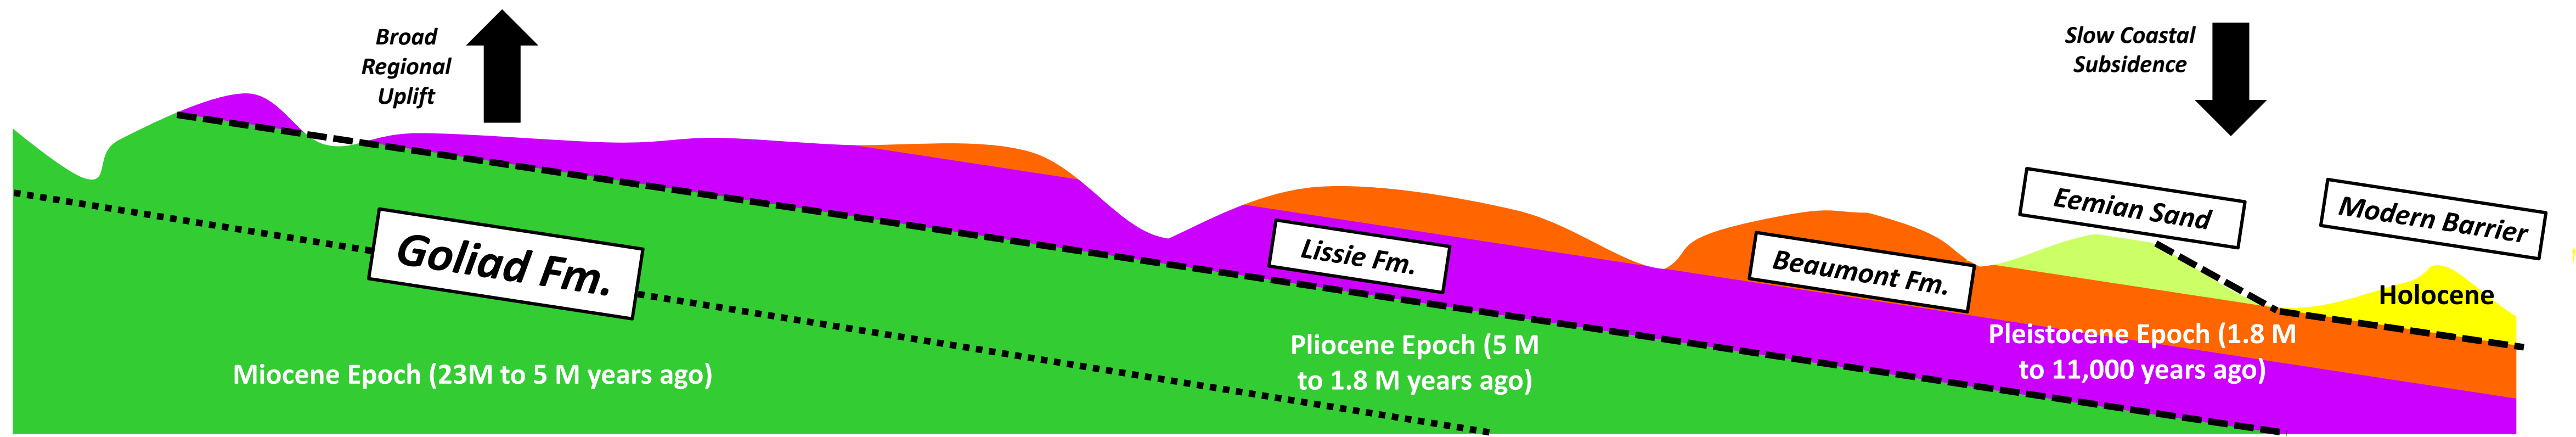 Broad
Regional
Uplift
Slow Coastal
Subsidence
Eemian Sand
Modern Barrier
Goliad Fm.
Lissie Fm.
Beaumont Fm.
Holocene
Miocene Epoch (23M to 5 M years ago)
Pliocene Epoch (5 M
to 1.8 M years ago)
Pleistocene Epoch (1.8 M
to 11,000 years ago)